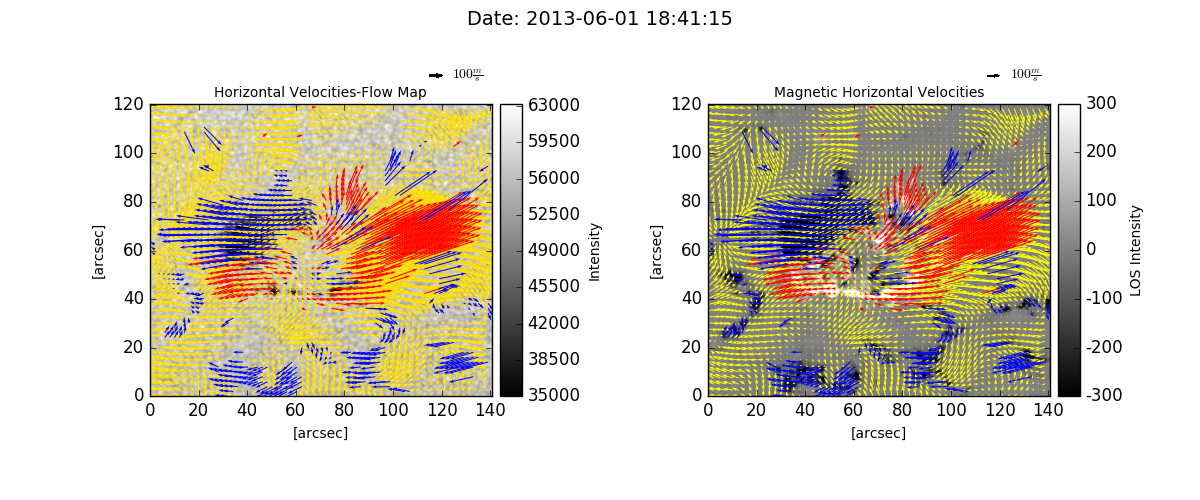 Date: 2013-06-01 18:41:15
100 m/s
100 m/s
Horizontal Velocities-Flow Map
Magnetic Horizontal Velocities
120
100
80
60
40
20
0
[arcsec]
0 20 40 60 80 100 120 140
[arcsec]
63000
59500
56000
52500
49000
45500
42000
38500
35000
Intensity
120
100
80
60
40
20
0
[arcsec]
0 20 40 60 80 100 120 140
[arcsec]
300
200
100
0
-100
-200
-300
LOS Intensity